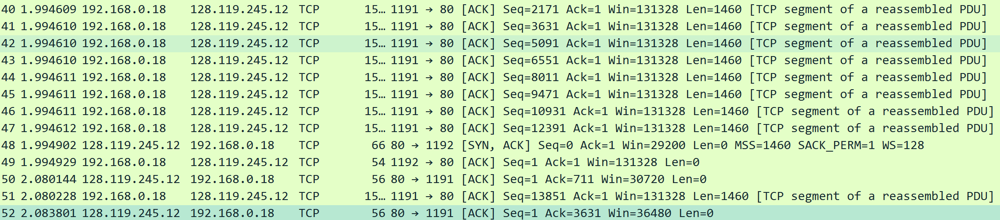 40 1.994609 192.168.0.18 128.119.245.12 TCP 15… 1191 → 80 [ACK] Seq=2171 Ack=1 Win=131328 Len=1460 [TCP segment of a reassembled PDU]
41 1.994610 192.168.0.18 128.119.245.12 TCP 15… 1191 → 80 [ACK] Seq=3631 Ack=1 Win=131328 Len=1460 [TCP segment of a reassembled PDU]
42 1.994610 192.168.0.18 128.119.245.12 TCP 15… 1191 → 80 [ACK] Seq=5091 Ack=1 Win=131328 Len=1460 [TCP segment of a reassembled PDU]
43 1.994610 192.168.0.18 128.119.245.12 TCP 15… 1191 → 80 [ACK] Seq=6551 Ack=1 Win=131328 Len=1460 [TCP segment of a reassembled PDU]
44 1.994611 192.168.0.18 128.119.245.12 TCP 15… 1191 → 80 [ACK] Seq=8011 Ack=1 Win=131328 Len=1460 [TCP segment of a reassembled PDU]
45 1.994611 192.168.0.18 128.119.245.12 TCP 15… 1191 → 80 [ACK] Seq=9471 Ack=1 Win=131328 Len=1460 [TCP segment of a reassembled PDU]
46 1.994611 192.168.0.18 128.119.245.12 TCP 15… 1191 → 80 [ACK] Seq=10931 Ack=1 Win=131328 Len=1460 [TCP segment of a reassembled PDU]
47 1.994612 192.168.0.18 128.119.245.12 TCP 15… 1191 → 80 [ACK] Seq=12391 Ack=1 Win=131328 Len=1460 [TCP segment of a reassembled PDU]
48 1.994902 128.119.245.12 192.168.0.18 TCP 66 80 → 1192 [SYN, ACK] Seq=0 Ack=1 Win=29200 Len=0 MSS=1460 SACK_PERM=1 WS=128
49 1.994929 192.168.0.18 128.119.245.12 TCP 54 1192 → 80 [ACK] Seq=1 Ack=1 Win=131328 Len=0
50 2.080144 128.119.245.12 192.168.0.18 TCP 56 80 → 1191 [ACK] Seq=1 Ack=711 Win=30720 Len=0
51 2.080228 192.168.0.18 128.119.245.12 TCP 15… 1191 → 80 [ACK] Seq=13851 Ack=1 Win=131328 Len=1460 [TCP segment of a reassembled PDU]
52 2.083801 128.119.245.12 192.168.0.18 TCP 56 80 → 1191 [ACK] Seq=1 Ack=3631 Win=36480 Len=0